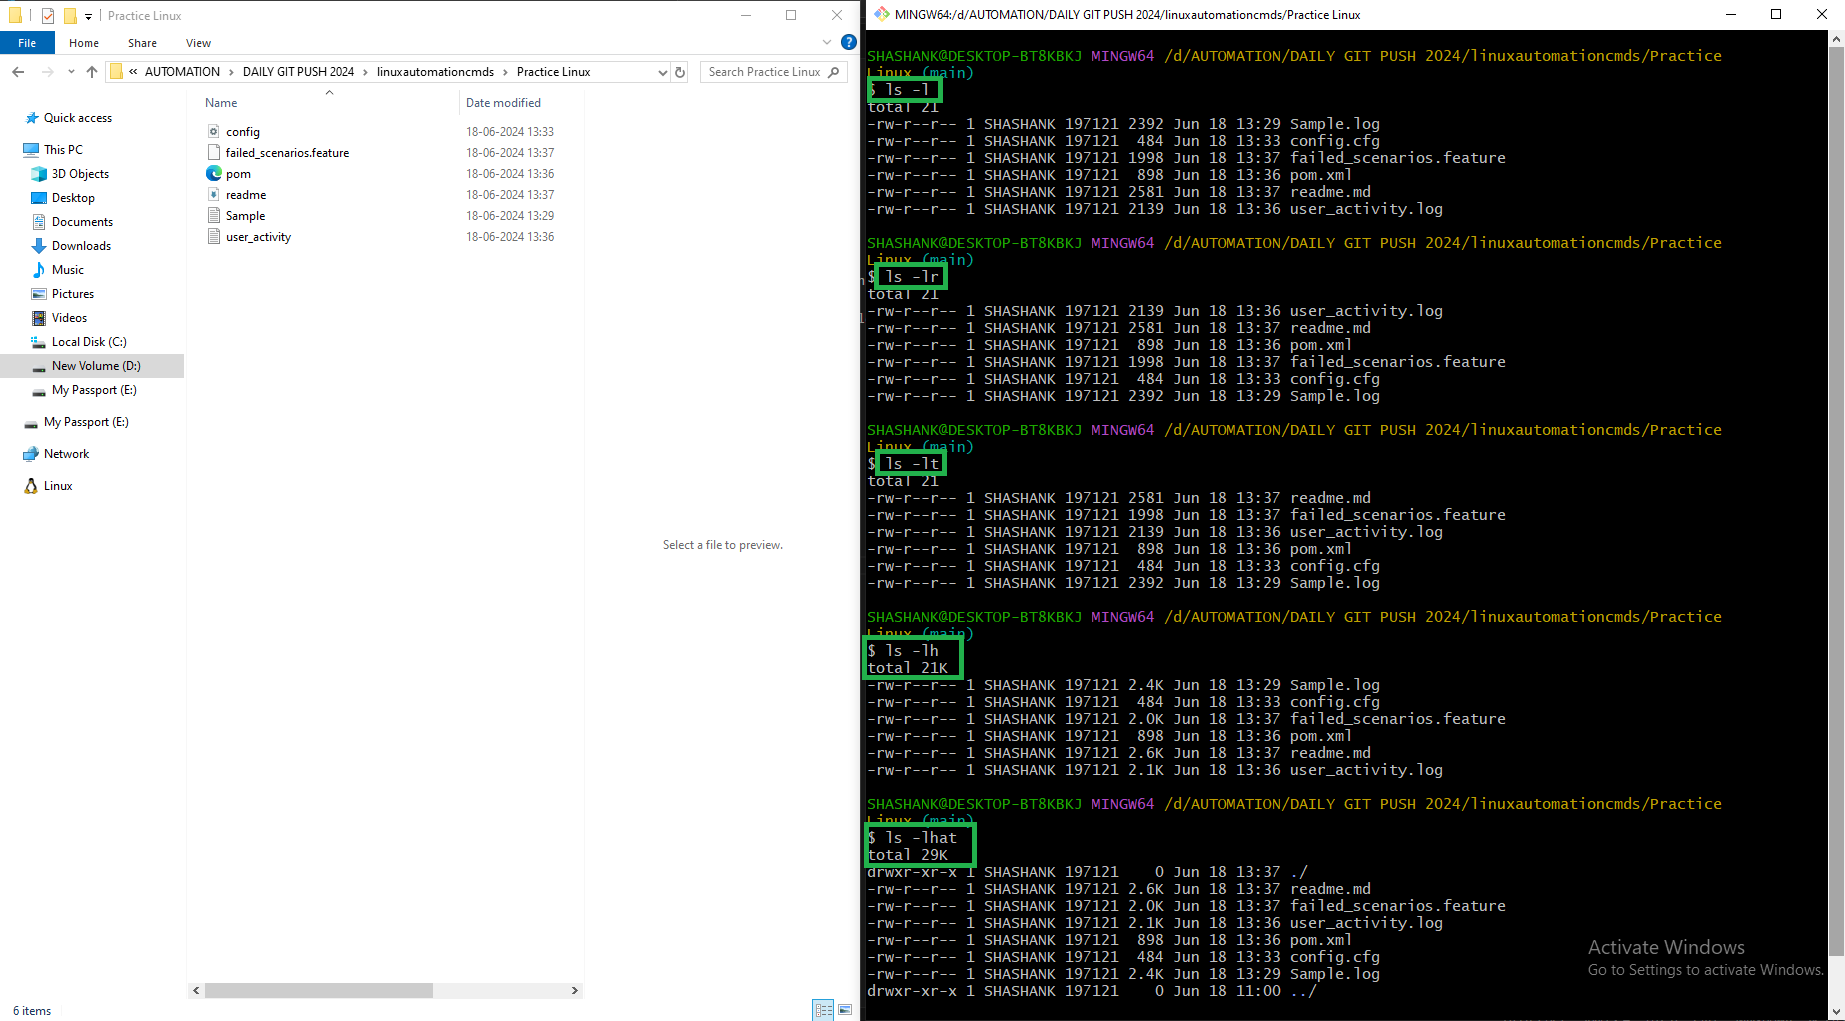 Practice Linux
File Home Share View
« AUTOMATION > DAILY GIT PUSH 2024 > linuxautomationcmds > Practice Linux
Search Practice Linux
Quick access
This PC
3D Objects
Desktop
Documents
Downloads
Music
Pictures
Videos
Local Disk (C:)
New Volume (D:)
My Passport (E:)
My Passport (E:)
Network
Linux
Name Date modified
config 18-06-2024 13:33
failed_scenarios.feature 18-06-2024 13:37
pom 18-06-2024 13:36
readme 18-06-2024 13:37
Sample 18-06-2024 13:29
user_activity 18-06-2024 13:36
Select a file to preview.
6 items
MINGW64:/d/AUTOMATION/DAILY GIT PUSH 2024/linuxautomationcmds/Practice Linux
SHASHANK@DESKTOP-BT8KBKJ MINGW64 /d/AUTOMATION/DAILY GIT PUSH 2024/linuxautomationcmds/Practice
Linux (main)
$ ls -l
total 21
-rw-r--r-- 1 SHASHANK 197121 2392 Jun 18 13:29 Sample.log
-rw-r--r-- 1 SHASHANK 197121  484 Jun 18 13:33 config.cfg
-rw-r--r-- 1 SHASHANK 197121 1998 Jun 18 13:37 failed_scenarios.feature
-rw-r--r-- 1 SHASHANK 197121  898 Jun 18 13:36 pom.xml
-rw-r--r-- 1 SHASHANK 197121 2581 Jun 18 13:37 readme.md
-rw-r--r-- 1 SHASHANK 197121 2139 Jun 18 13:36 user_activity.log
SHASHANK@DESKTOP-BT8KBKJ MINGW64 /d/AUTOMATION/DAILY GIT PUSH 2024/linuxautomationcmds/Practice
Linux (main)
$ ls -lr
total 21
-rw-r--r-- 1 SHASHANK 197121 2139 Jun 18 13:36 user_activity.log
-rw-r--r-- 1 SHASHANK 197121 2581 Jun 18 13:37 readme.md
-rw-r--r-- 1 SHASHANK 197121  898 Jun 18 13:36 pom.xml
-rw-r--r-- 1 SHASHANK 197121 1998 Jun 18 13:37 failed_scenarios.feature
-rw-r--r-- 1 SHASHANK 197121  484 Jun 18 13:33 config.cfg
-rw-r--r-- 1 SHASHANK 197121 2392 Jun 18 13:29 Sample.log
SHASHANK@DESKTOP-BT8KBKJ MINGW64 /d/AUTOMATION/DAILY GIT PUSH 2024/linuxautomationcmds/Practice
Linux (main)
$ ls -lt
total 21
-rw-r--r-- 1 SHASHANK 197121 2581 Jun 18 13:37 readme.md
-rw-r--r-- 1 SHASHANK 197121 1998 Jun 18 13:37 failed_scenarios.feature
-rw-r--r-- 1 SHASHANK 197121 2139 Jun 18 13:36 user_activity.log
-rw-r--r-- 1 SHASHANK 197121  898 Jun 18 13:36 pom.xml
-rw-r--r-- 1 SHASHANK 197121  484 Jun 18 13:33 config.cfg
-rw-r--r-- 1 SHASHANK 197121 2392 Jun 18 13:29 Sample.log
SHASHANK@DESKTOP-BT8KBKJ MINGW64 /d/AUTOMATION/DAILY GIT PUSH 2024/linuxautomationcmds/Practice
Linux (main)
$ ls -lh
total 21K
-rw-r--r-- 1 SHASHANK 197121 2.4K Jun 18 13:29 Sample.log
-rw-r--r-- 1 SHASHANK 197121  484 Jun 18 13:33 config.cfg
-rw-r--r-- 1 SHASHANK 197121 2.0K Jun 18 13:37 failed_scenarios.feature
-rw-r--r-- 1 SHASHANK 197121  898 Jun 18 13:36 pom.xml
-rw-r--r-- 1 SHASHANK 197121 2.6K Jun 18 13:37 readme.md
-rw-r--r-- 1 SHASHANK 197121 2.1K Jun 18 13:36 user_activity.log
SHASHANK@DESKTOP-BT8KBKJ MINGW64 /d/AUTOMATION/DAILY GIT PUSH 2024/linuxautomationcmds/Practice
Linux (main)
$ ls -lhat
total 29K
drwxr-xr-x 1 SHASHANK 197121    0 Jun 18 13:37 ./
-rw-r--r-- 1 SHASHANK 197121 2.6K Jun 18 13:37 readme.md
-rw-r--r-- 1 SHASHANK 197121 2.0K Jun 18 13:37 failed_scenarios.feature
-rw-r--r-- 1 SHASHANK 197121 2.1K Jun 18 13:36 user_activity.log
-rw-r--r-- 1 SHASHANK 197121  898 Jun 18 13:36 pom.xml
-rw-r--r-- 1 SHASHANK 197121  484 Jun 18 13:33 config.cfg
-rw-r--r-- 1 SHASHANK 197121 2.4K Jun 18 13:29 Sample.log
drwxr-xr-x 1 SHASHANK 197121    0 Jun 18 11:00 ../
Activate Windows
Go to Settings to activate Windows.